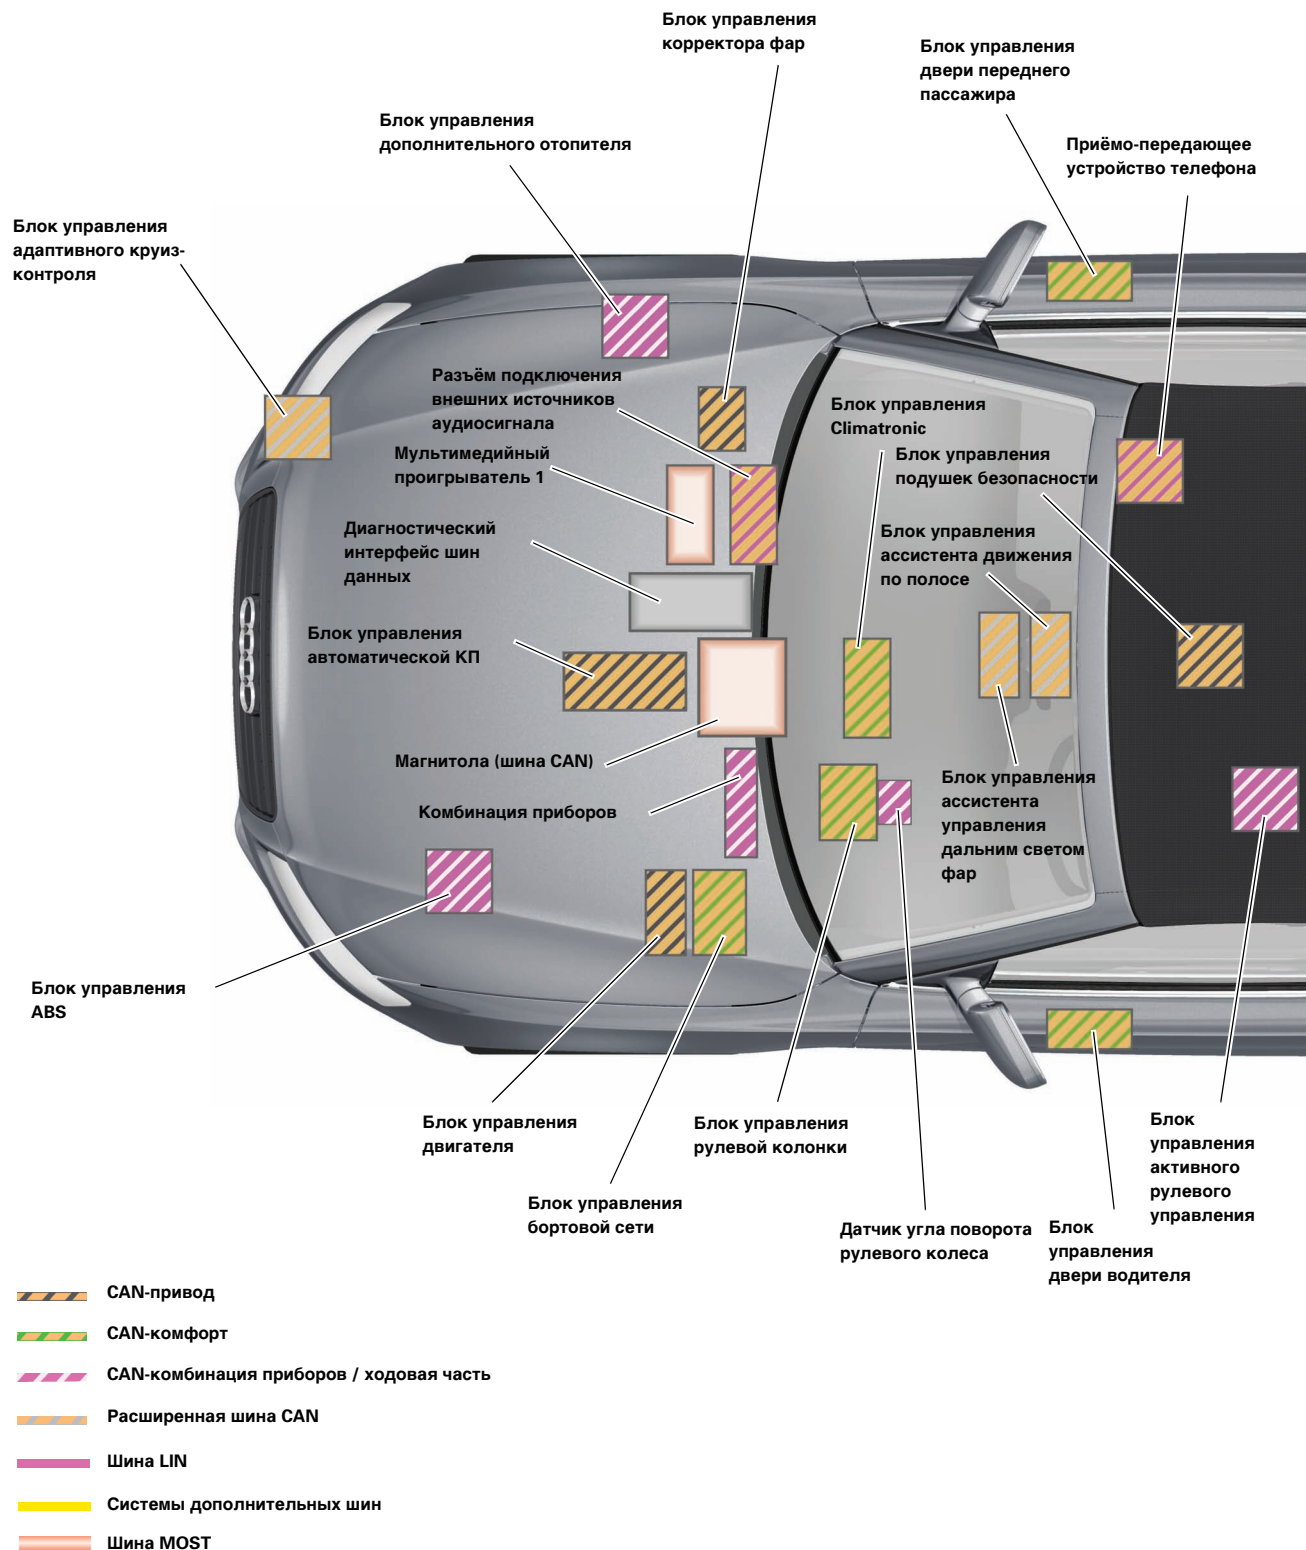 Блок управления
корректора фар
Блок управления
двери переднего
пассажира
Блок управления
дополнительного отопителя
Приёмо-передающее
устройство телефона
Блок управления
адаптивного круиз-
контроля
Разъём подключения
внешних источников
аудиосигнала
Блок управления
Climatronic
Мультимедийный
проигрыватель 1
Блок управления
подушек безопасности
Диагностический
интерфейс шин
данных
Блок управления
ассистента движения
по полосе
Блок управления
автоматической КП
Магнитола (шина CAN)
Блок управления
ассистента
управления
дальним светом
фар
Комбинация приборов
Блок управления
ABS
Блок управления
двигателя
Блок управления
рулевой колонки
Блок
управления
активного
рулевого
управления
Блок управления
бортовой сети
Датчик угла поворота
рулевого колеса
Блок
управления
двери водителя
CAN-привод
CAN-комфорт
CAN-комбинация приборов / ходовая часть
Расширенная шина CAN
Шина LIN
Системы дополнительных шин
Шина MOST